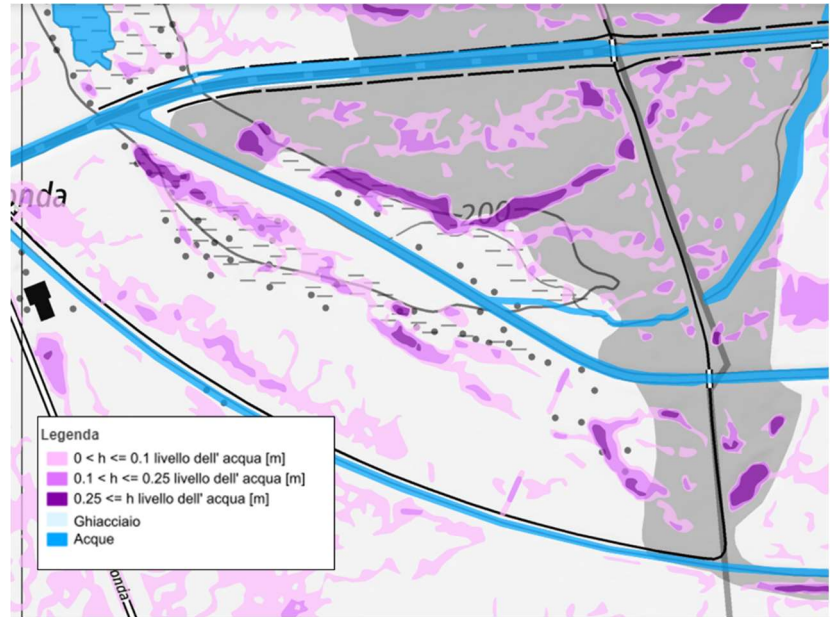 onda
200
Legenda
0 < h <= 0.1 livello dell' acqua [m]
0.1 < h <= 0.25 livello dell' acqua [m]
0.25 <= h livello dell' acqua [m]
Ghiacciaio
Acque
onda